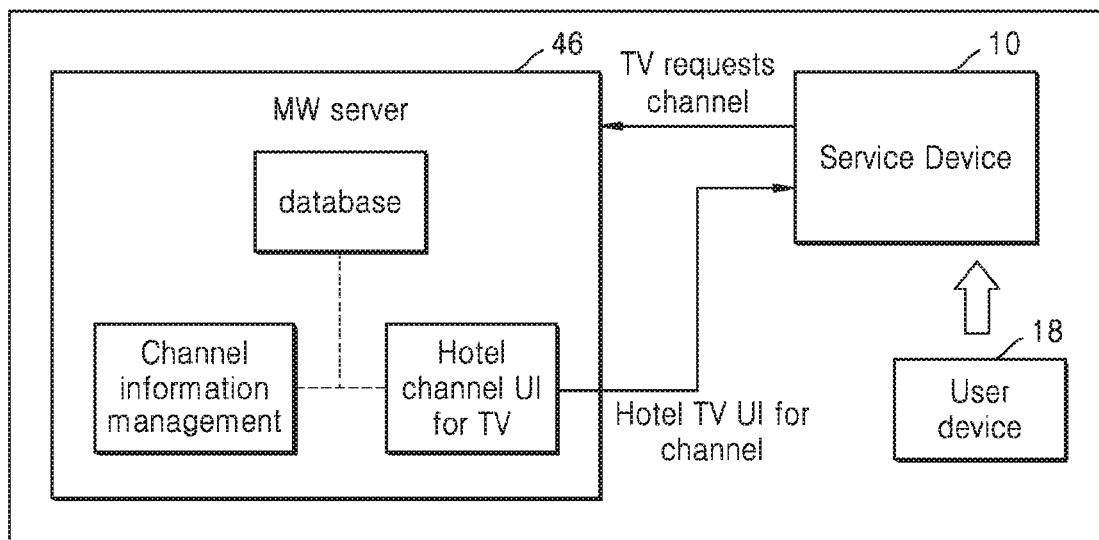 46
MW server
database
Channel
information
management
Hotel
channel UI
for TV
TV requests
channel
Hotel TV UI for
channel
10
Service Device
18
User
device